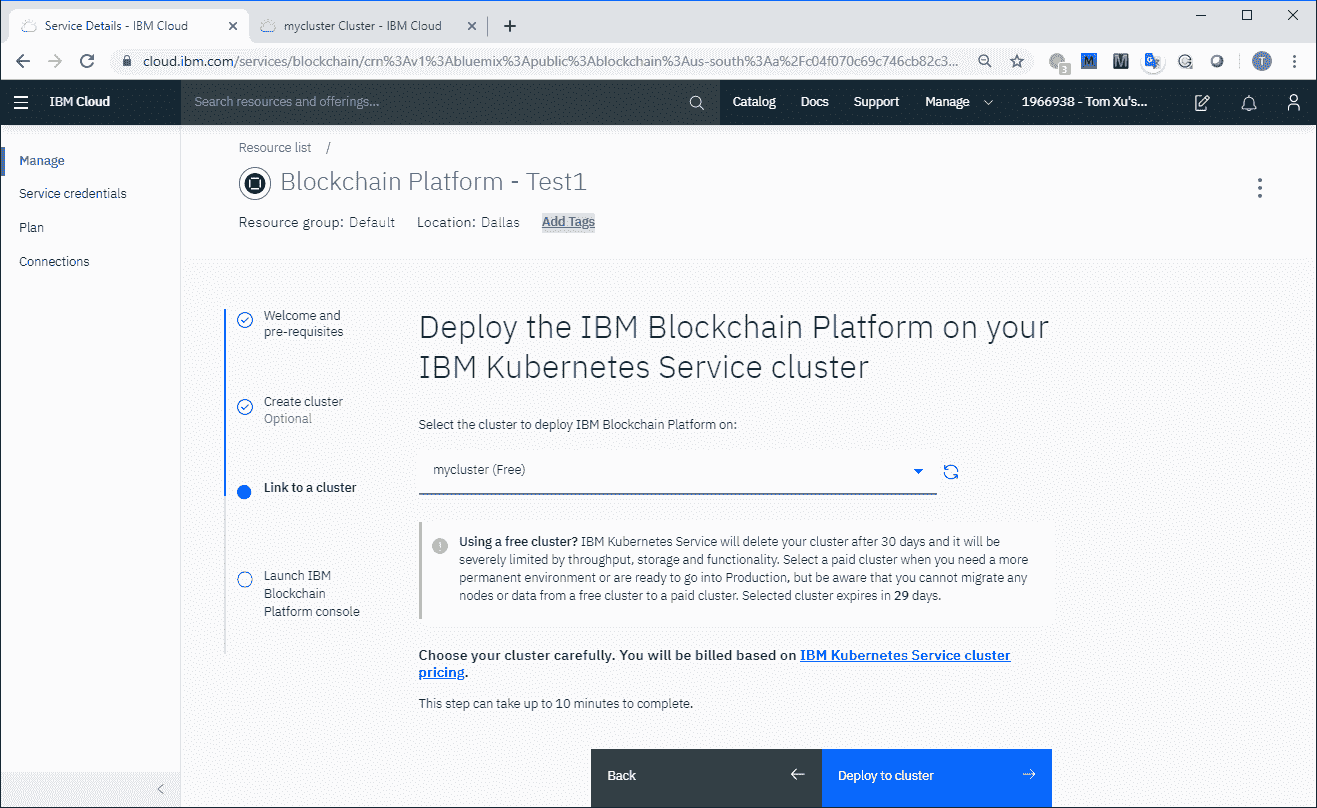 Service Details - IBM Cloud
mycluster Cluster - IBM Cloud
cloud.ibm.com/services/blockchain/crn%3Av1%3Abluemix%3Apublic%3Ablockchain%3Aus-south%3Aa%2Fc04f070c69c746cb82c3...
3
M
M
G
T
IBM Cloud
Search resources and offerings...
Catalog
Docs
Support
Manage
1966938 - Tom Xu's...
Manage
Service credentials
Plan
Connections
Resource list /
Blockchain Platform - Test1
Resource group: Default Location: Dallas Add Tags
Welcome and
pre-requisites
Create cluster
Optional
Link to a cluster
Launch IBM
Blockchain
Platform console
Deploy the IBM Blockchain Platform on your
IBM Kubernetes Service cluster
Select the cluster to deploy IBM Blockchain Platform on:
mycluster (Free)
Using a free cluster? IBM Kubernetes Service will delete your cluster after 30 days and it will be
severely limited by throughput, storage and functionality. Select a paid cluster when you need a more
permanent environment or are ready to go into Production, but be aware that you cannot migrate any
nodes or data from a free cluster to a paid cluster. Selected cluster expires in 29 days.
Choose your cluster carefully. You will be billed based on IBM Kubernetes Service cluster
pricing.
This step can take up to 10 minutes to complete.
Back
Deploy to cluster